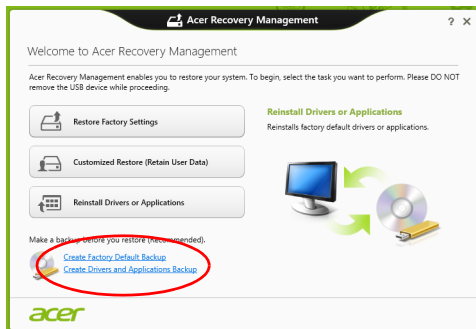 Acer Recovery Management
? X
Welcome to Acer Recovery Management
Acer Recovery Management enables you to restore your system. To begin, select the task you want to perform. Please DO NOT
remove the USB device while proceeding.
Restore Factory Settings
Customized Restore (Retain User Data)
Reinstall Drivers or Applications
Reinstall Drivers or Applications
Reinstalls factory default drivers or applications.
Make a backup before you restore (Recommended).
Create Factory Default Backup
Create Drivers and Applications Backup
acer